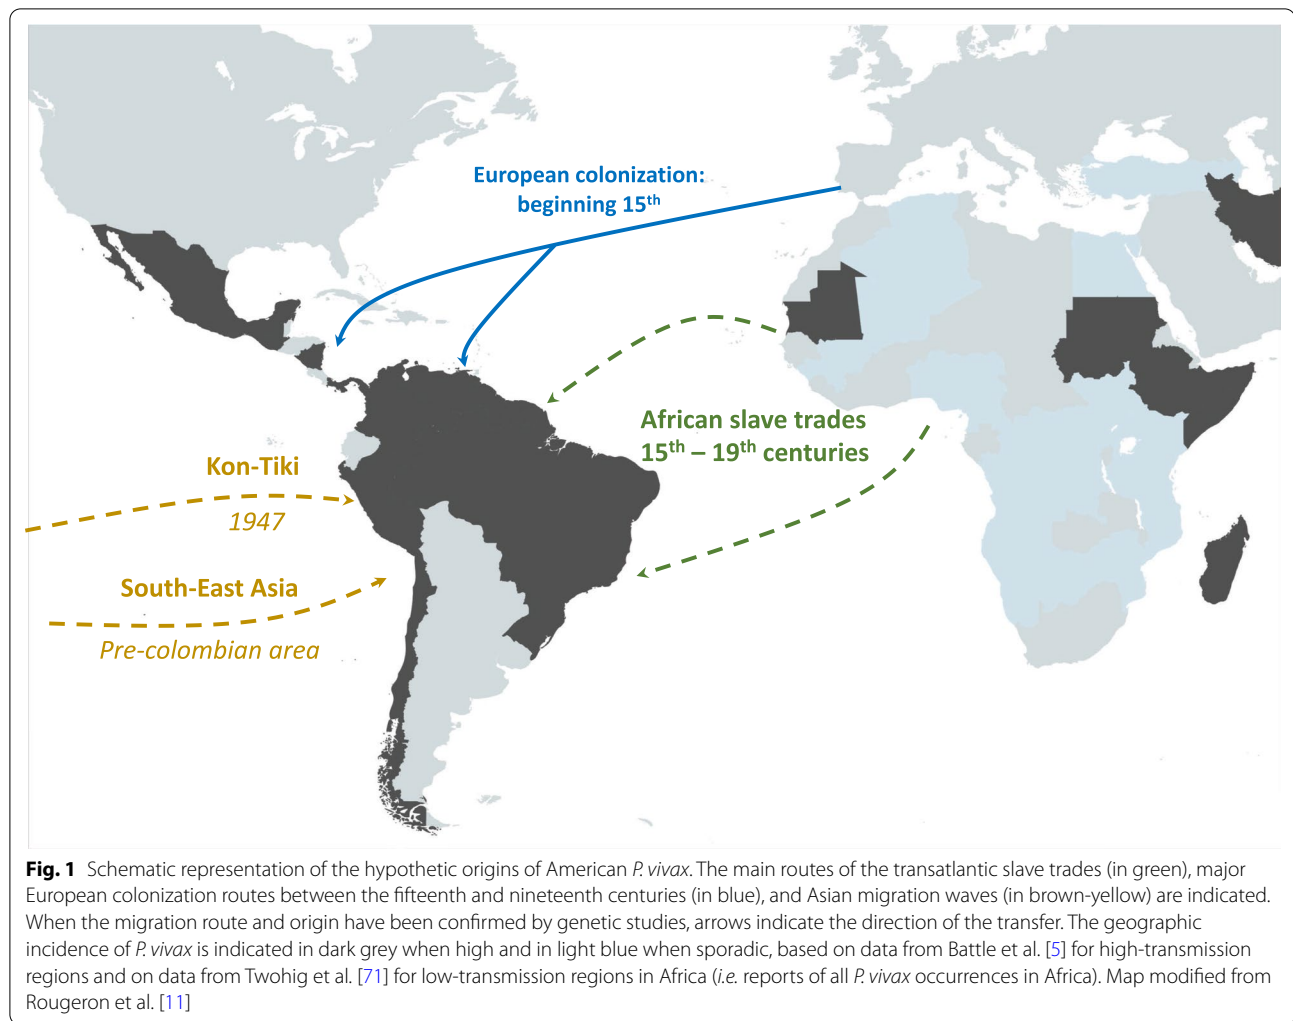 European colonization:
beginning 15th
African slave trades
15th – 19th centuries
Kon-Tiki
1947
South-East Asia
Pre-colombian area
Fig. 1 Schematic representation of the hypothetic origins of American P. vivax. The main routes of the transatlantic slave trades (in green), major
European colonization routes between the fifteenth and nineteenth centuries (in blue), and Asian migration waves (in brown-yellow) are indicated.
When the migration route and origin have been confirmed by genetic studies, arrows indicate the direction of the transfer. The geographic
incidence of P. vivax is indicated in dark grey when high and in light blue when sporadic, based on data from Battle et al. [5] for high-transmission
regions and on data from Twohig et al. [71] for low-transmission regions in Africa (i.e. reports of all P. vivax occurrences in Africa). Map modified from
Rougeron et al. [11]